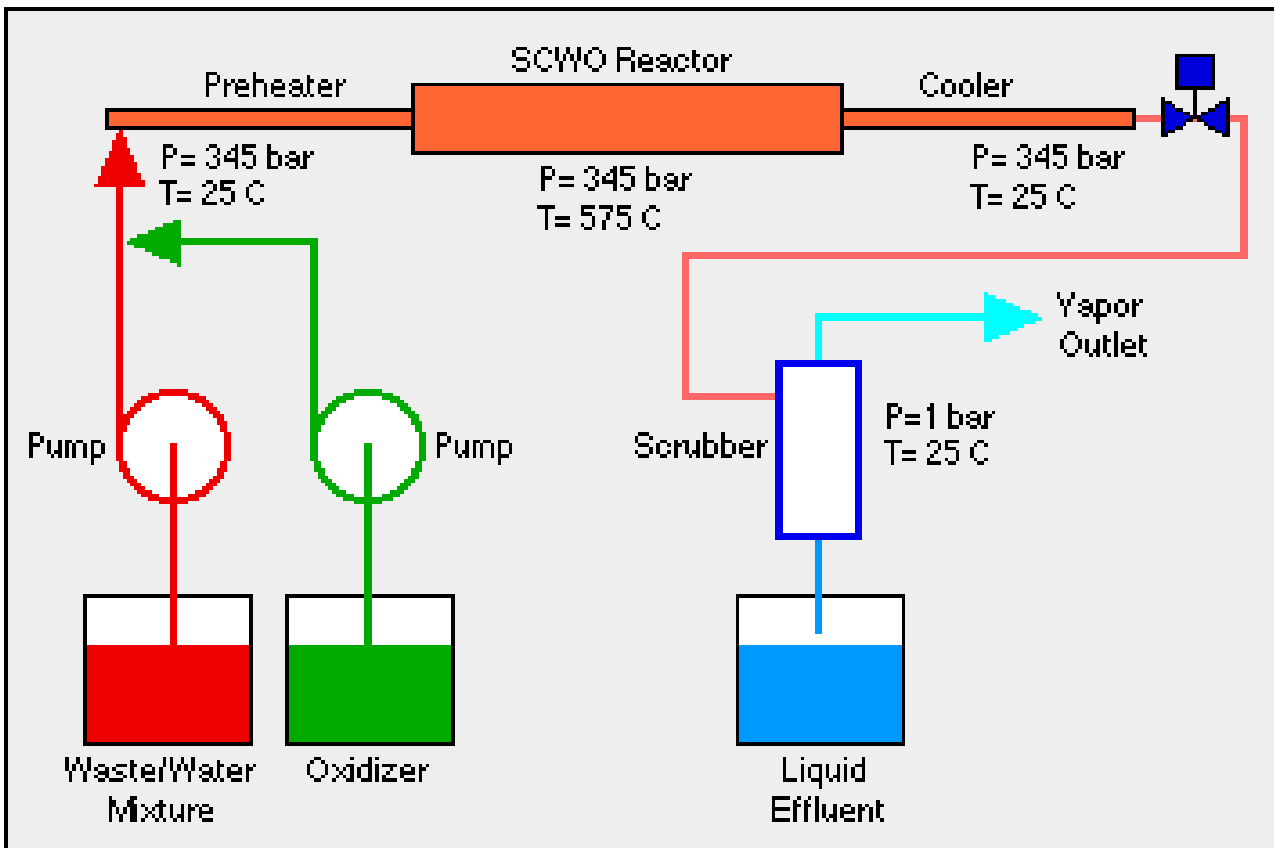 SCWO Reactor
Preheater
Cooler
P= 345 bar
T= 25 C
P= 345 bar
T= 575 C
P= 345 bar
T= 25 C
Vapor
Outlet
Pump
Pump
Scrubber
P=1 bar
T= 25 C
Waste/Water
Mixture
Oxidizer
Liquid
Effluent